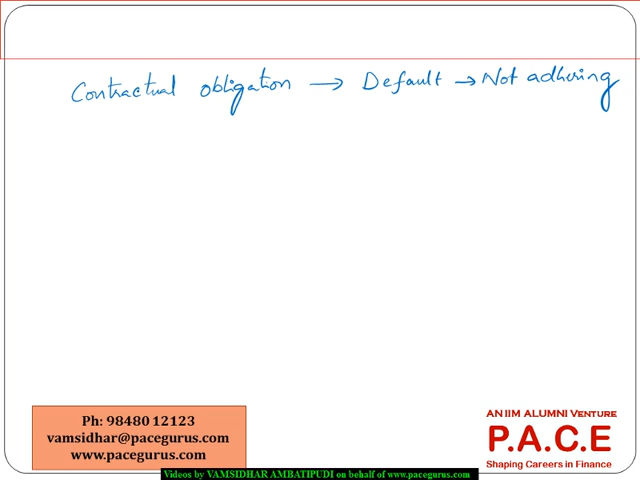 Contractual obligation → Default → Not adhering
Ph: 98480 12123
vamsidhar@pacegurus.com
www.pacegurus.com
AN IIM ALUMNI VENTURE
P.A.C.E
Shaping Careers in Finance
Videos by VAMSIDHAR AMBATIPUDI on behalf of www.pacegurus.com